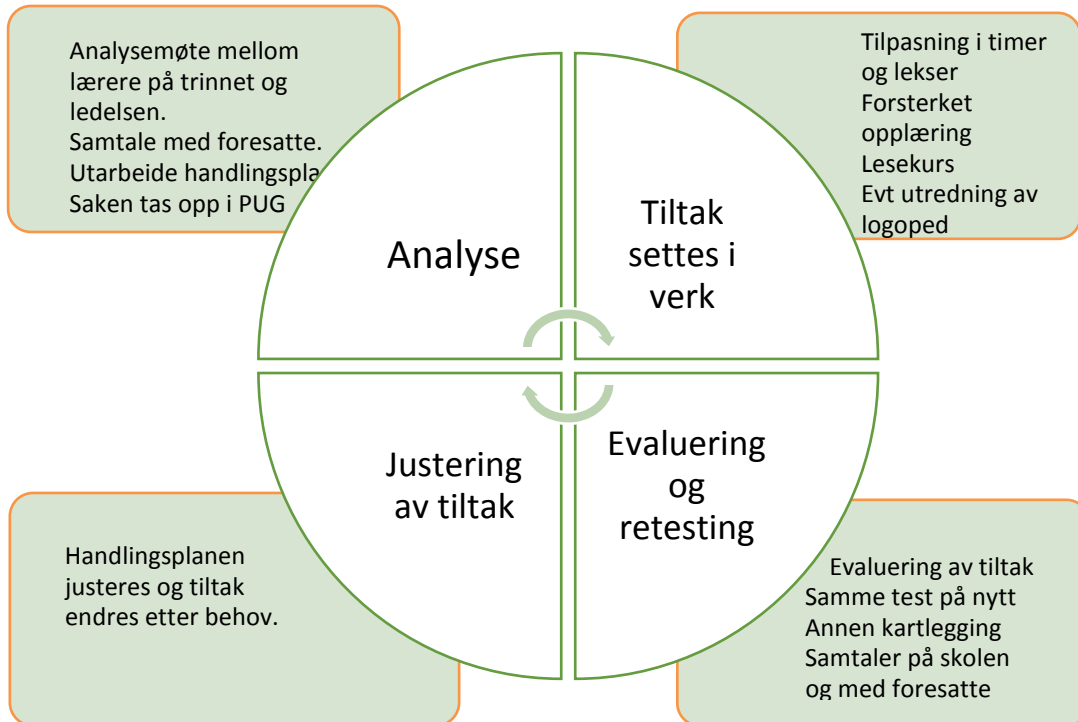 Analysemøte mellom
lærere på trinnet og
ledelsen.
Samtale med foresatte.
Utarbeide handlingspla
Saken tas opp i PUG
Tilpasning i timer
og lekser
Forsterket
opplæring
Lesekurs
Evt utredning av
logoped
Analyse
Tiltak
settes i
verk
Justering
av tiltak
Evaluering
og
retesting
Handlingsplanen
justeres og tiltak
endres etter behov.
Evaluering av tiltak
Samme test på nytt
Annen kartlegging
Samtaler på skolen
og med foresatte